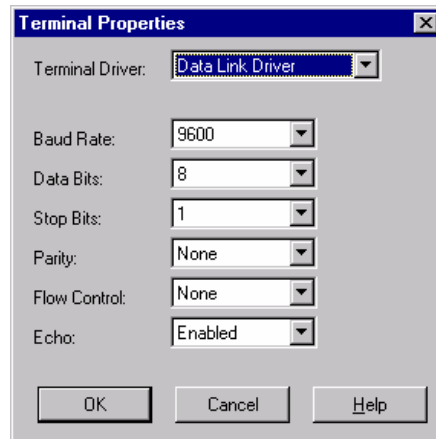 Terminal Properties
Terminal Driver: Data Link Driver
Baud Rate: 9600
Data Bits: 8
Stop Bits: 1
Parity: None
Flow Control: None
Echo: Enabled
OK Cancel Help